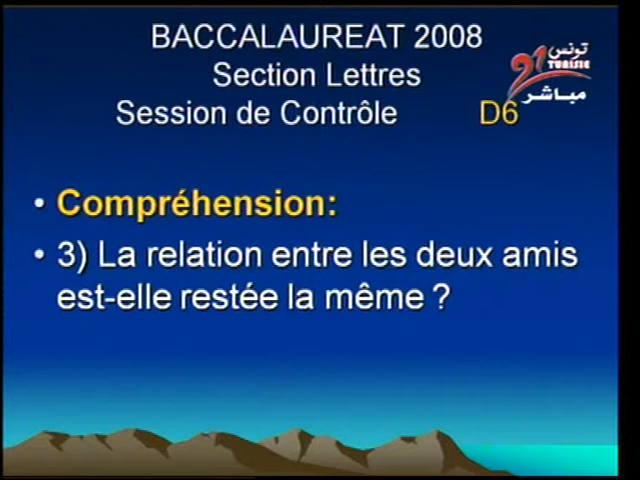 BACCALAUREAT 2008
Section Lettres
Session de Contrôle D6
تونس
21
TUNISIE
مباشر
• Compréhension:
• 3) La relation entre les deux amis
est-elle restée la même ?